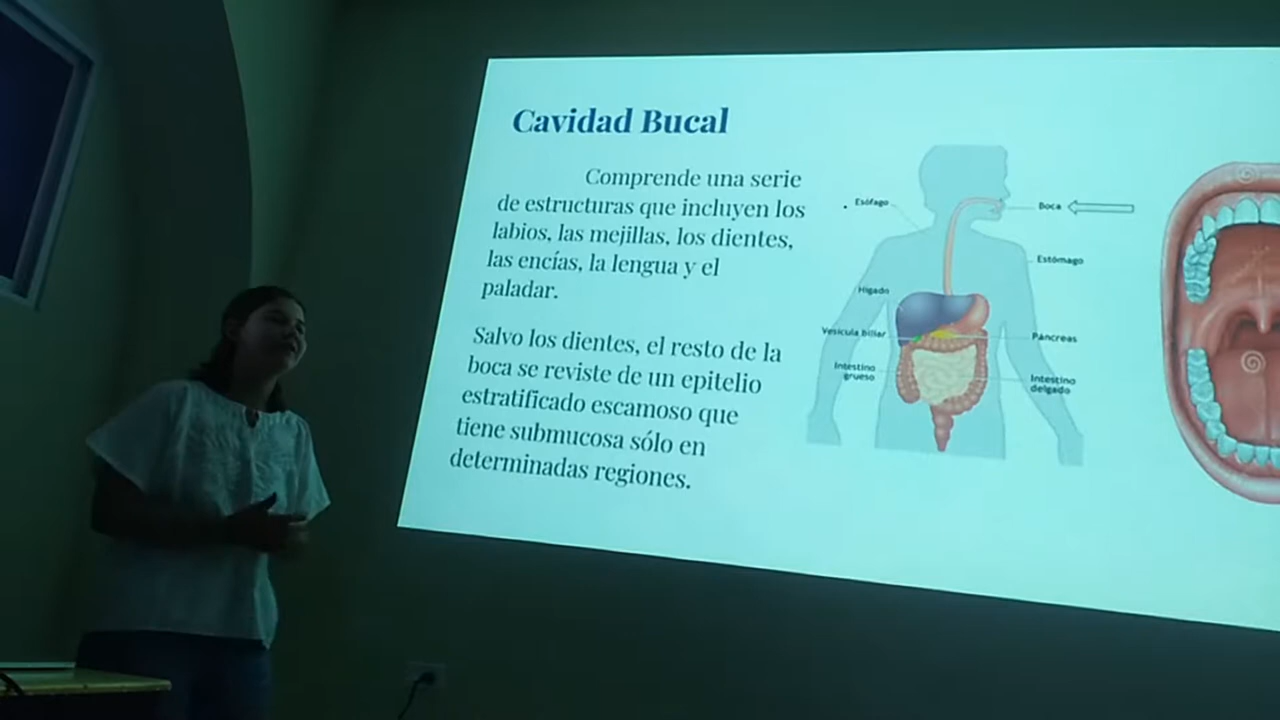 Cavidad Bucal
Comprende una serie
de estructuras que incluyen los
labios, las mejillas, los dientes,
las encías, la lengua y el
paladar.
Salvo los dientes, el resto de la
boca se reviste de un epitelio
estratificado escamoso que
tiene submucosa sólo en
determinadas regiones.
Esófago
Boca
Estómago
Hígado
Vesícula biliar
Páncreas
Intestino
grueso
Intestino
delgado